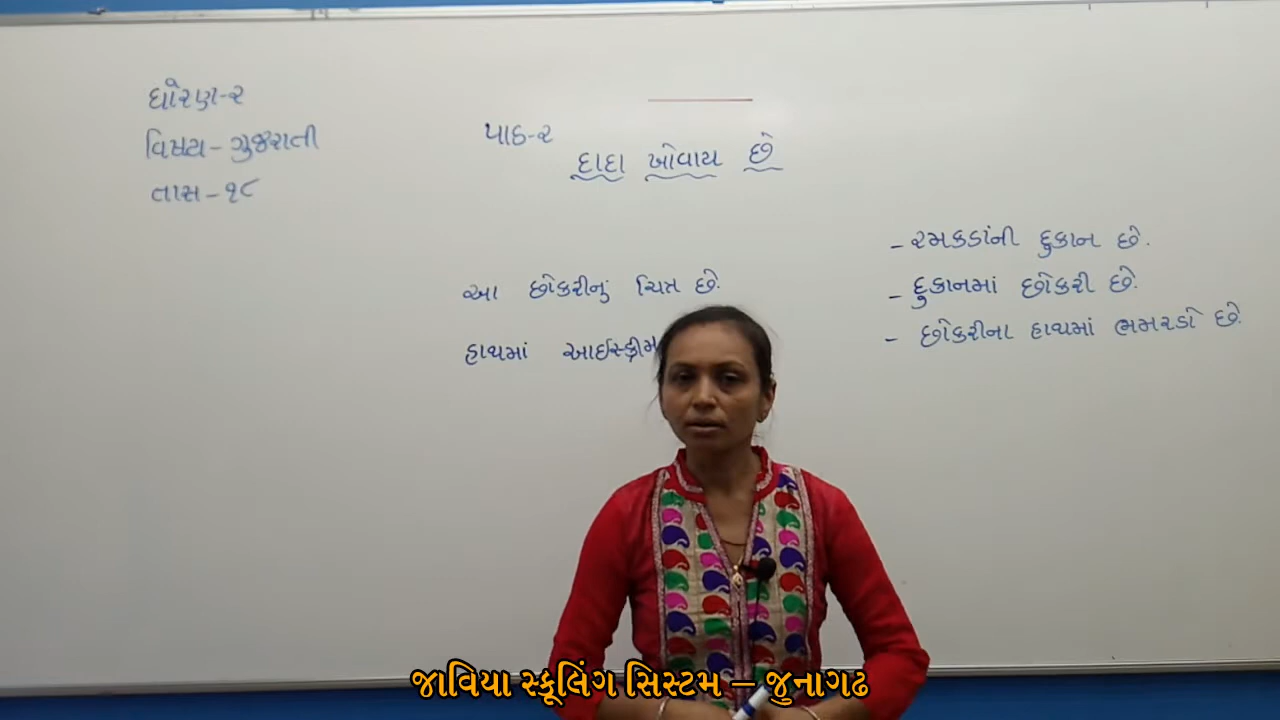 ધોરણ-૨
વિષય - ગુજરાતી
તાસ - ૧૮
પાઠ-૨
દાદા ખોવાય છે
આ છોકરીનું ચિત્ર છે.
હાથમાં આઈસ્ક્રીમ
- રમકડાંની દુકાન છે.
- દુકાનમાં છોકરી છે.
- છોકરીના હાથમાં ભમરડો છે.
જાવિયા સ્કૂલિંગ સિસ્ટમ – જુનાગઢ